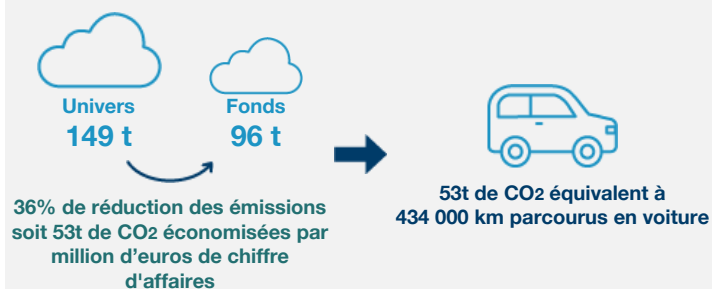 Univers
149 t
Fonds
96 t
36% de réduction des émissions
soit 53t de CO2 économisées par
million d’euros de chiffre
d'affaires
53t de CO2 équivalent à
434 000 km parcourus en voiture